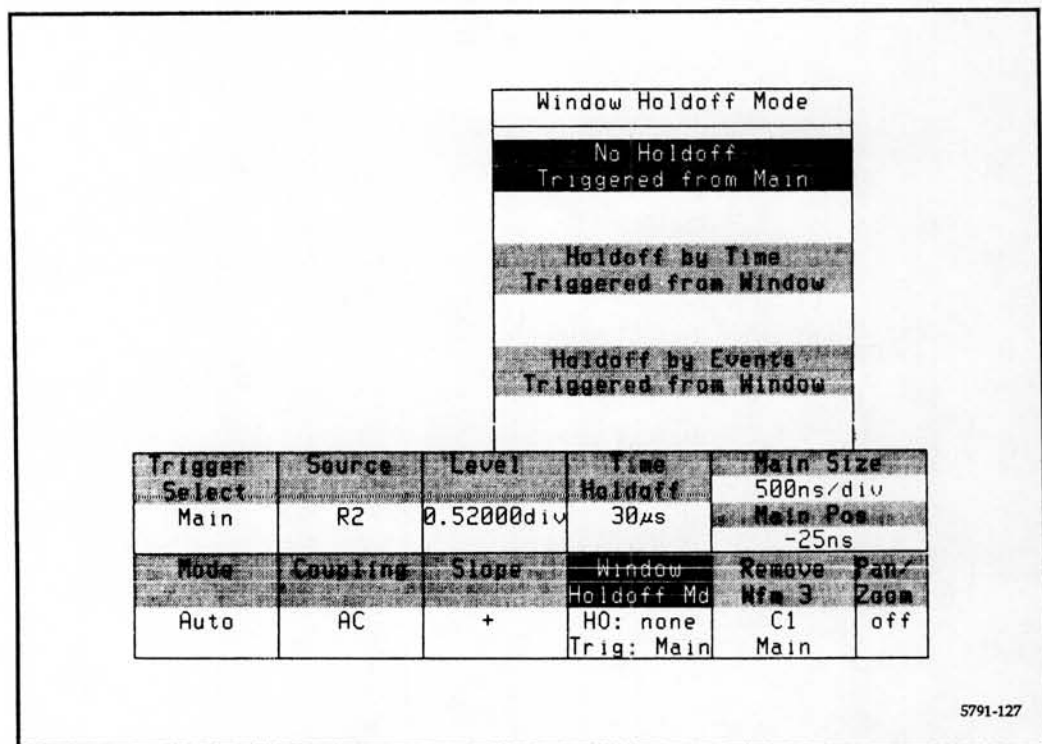 Window Holdoff Mode
No Holdoff
Triggered from Main
Holdoff by Time
Triggered from Window
Holdoff by Events
Triggered from Window
Trigger Select
Main
Source
R2
Level
0.52000div
Time Holdoff
30µs
Main Size
500ns/div
Main Pos
-25ns
Mode
Auto
Coupling
AC
Slope
+
Window
Holdoff Md
HO: none
Trig: Main
Remove
Wfm 3
C1
Main
Pan/
Zoom
off
5791-127